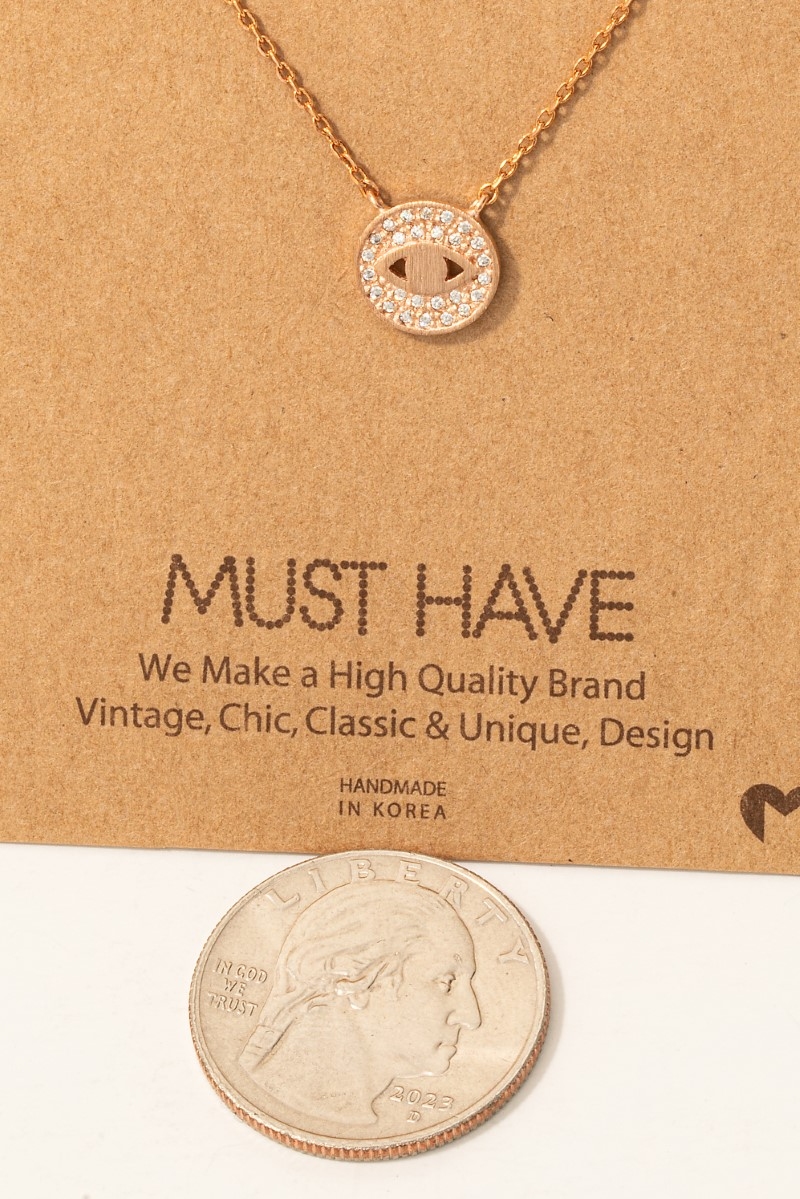 MUST HAVE
We Make a High Quality Brand
Vintage, Chic, Classic & Unique, Design
HANDMADE
IN KOREA
M
LIBERTY
IN GOD
WE
TRUST
2023
D